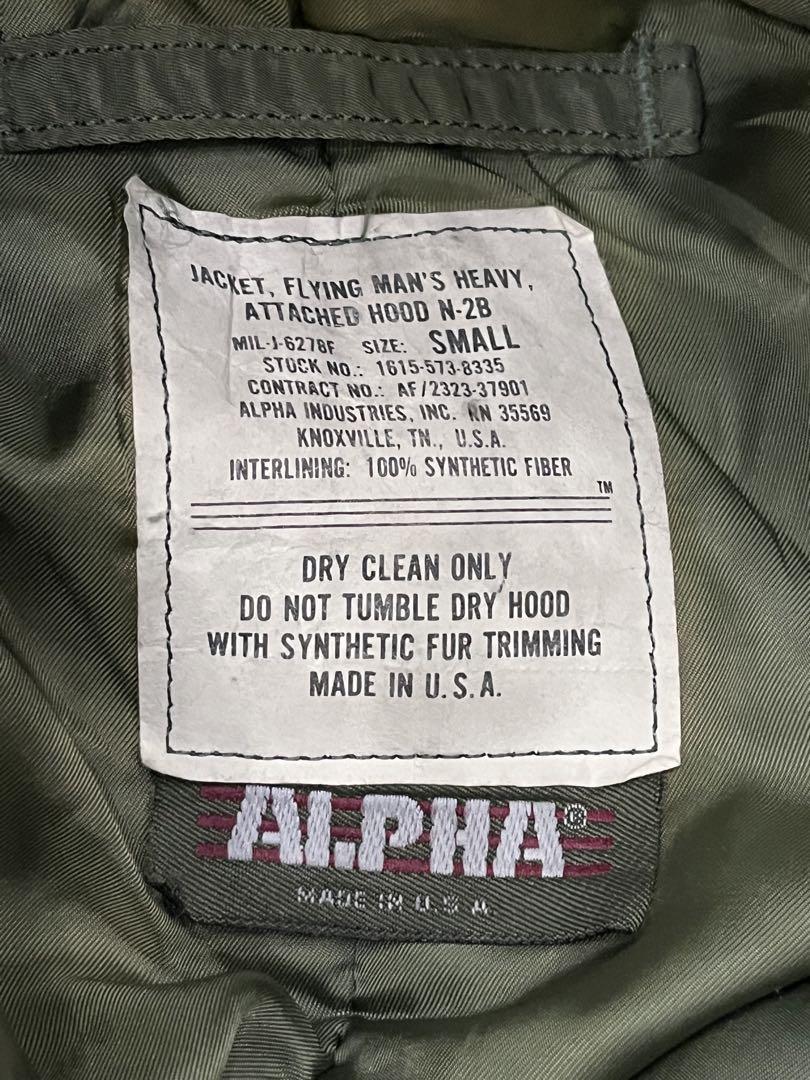 JACKET, FLYING MAN'S HEAVY,
ATTACHED HOOD N-2B
MIL-J-6278F SIZE: SMALL
STOCK NO.: 1615-573-8335
CONTRACT NO.: AF/2323-37901
ALPHA INDUSTRIES, INC. RN 35569
KNOXVILLE, TN., U.S.A.
INTERLINING: 100% SYNTHETIC FIBER
TM
DRY CLEAN ONLY
DO NOT TUMBLE DRY HOOD
WITH SYNTHETIC FUR TRIMMING
MADE IN U.S.A.
ALPHA®
MADE IN U.S.A.